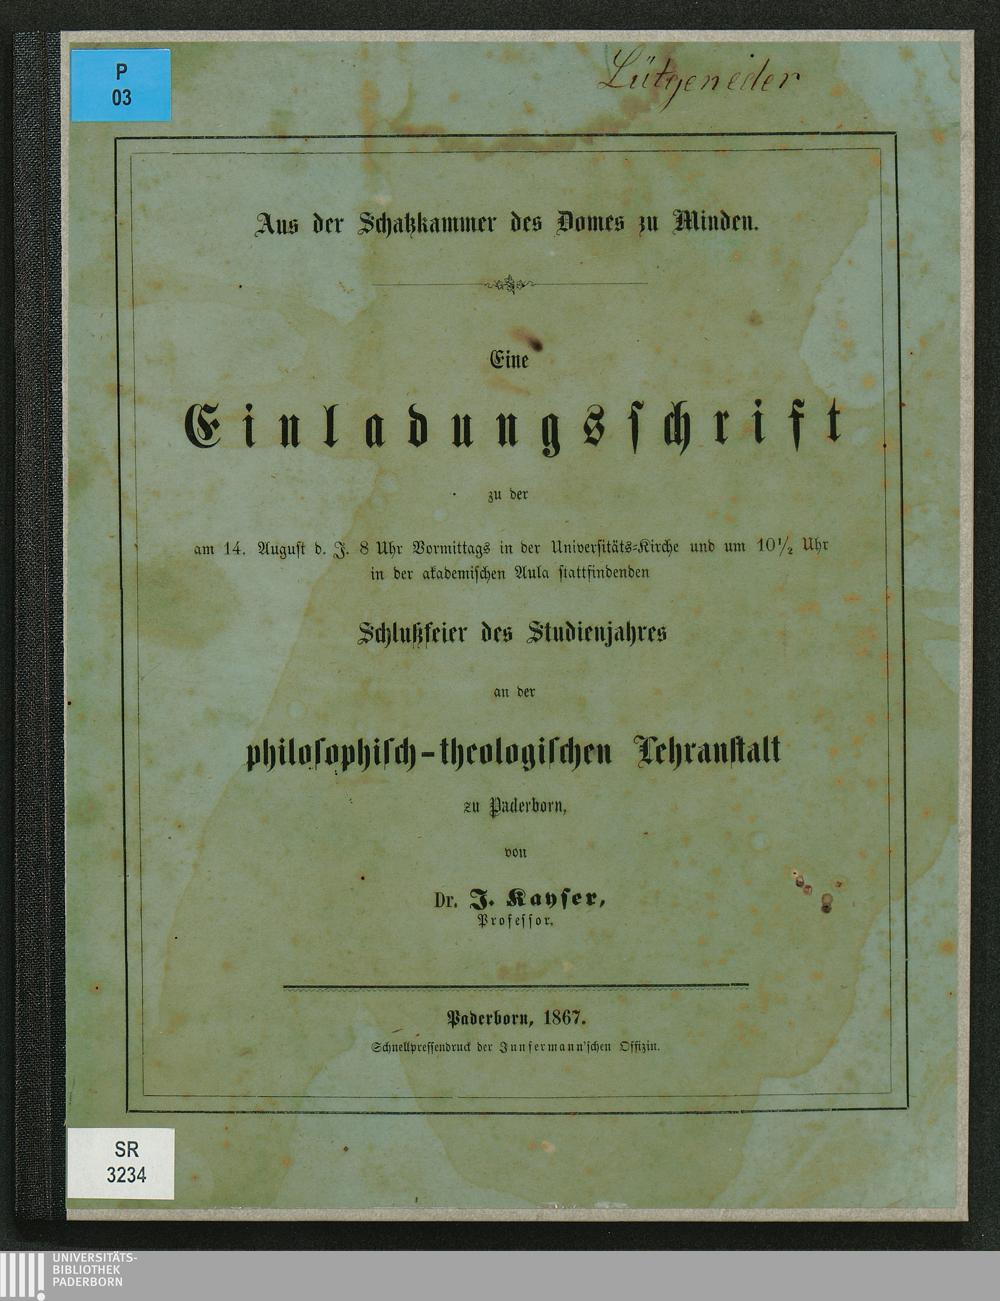 P
03
Lütgeneder
Aus der Schatzkammer des Domes zu Minden.
Eine
Einladungsschrift
zu der
am 14. August d. J. 8 Uhr Vormittags in der Universitäts-Kirche und um 10 1/2 Uhr
in der akademischen Aula stattfindenden
Schlußfeier des Studienjahres
an der
philosophisch-theologischen Lehranstalt
zu Paderborn,
von
Dr. J. Kayser,
Professor.
Paderborn, 1867.
Schnellpressendruck der Junfermann'schen Offizin.
SR
3234
UNIVERSITÄTS-
BIBLIOTHEK
PADERBORN